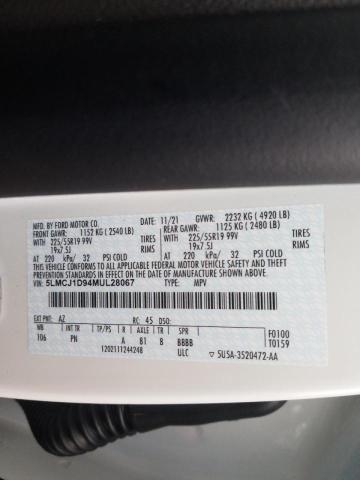 MFD. BY FORD MOTOR CO. 11/21 GVWR: 2232 KG ( 4920 LB)
FRONT GAWR: 1152 KG ( 2540 LB) REAR GAWR: 1125 KG ( 2480 LB)
WITH 225/55R19 99V TIRES WITH 225/55R19 99V TIRES
19x7.5J RIMS 19x7.5J RIMS
AT 220 kPa/ 32 PSI COLD AT 220 kPa/ 32 PSI COLD
THIS VEHICLE CONFORMS TO ALL APPLICABLE FEDERAL MOTOR VEHICLE SAFETY AND THEFT
PREVENTION STANDARDS IN EFFECT ON THE DATE OF MANUFACTURE SHOWN ABOVE.
VIN: 5LMCJ1D94MUL28067 TYPE: MPV
EXT PNT: AZ RC: 45 DSO:
WB INT TR TP/PS R AXLE TR SPR F0100
106 PN A B1 8 BBBB T0159
1202111244248 ULC 5U5A-3520472-AA